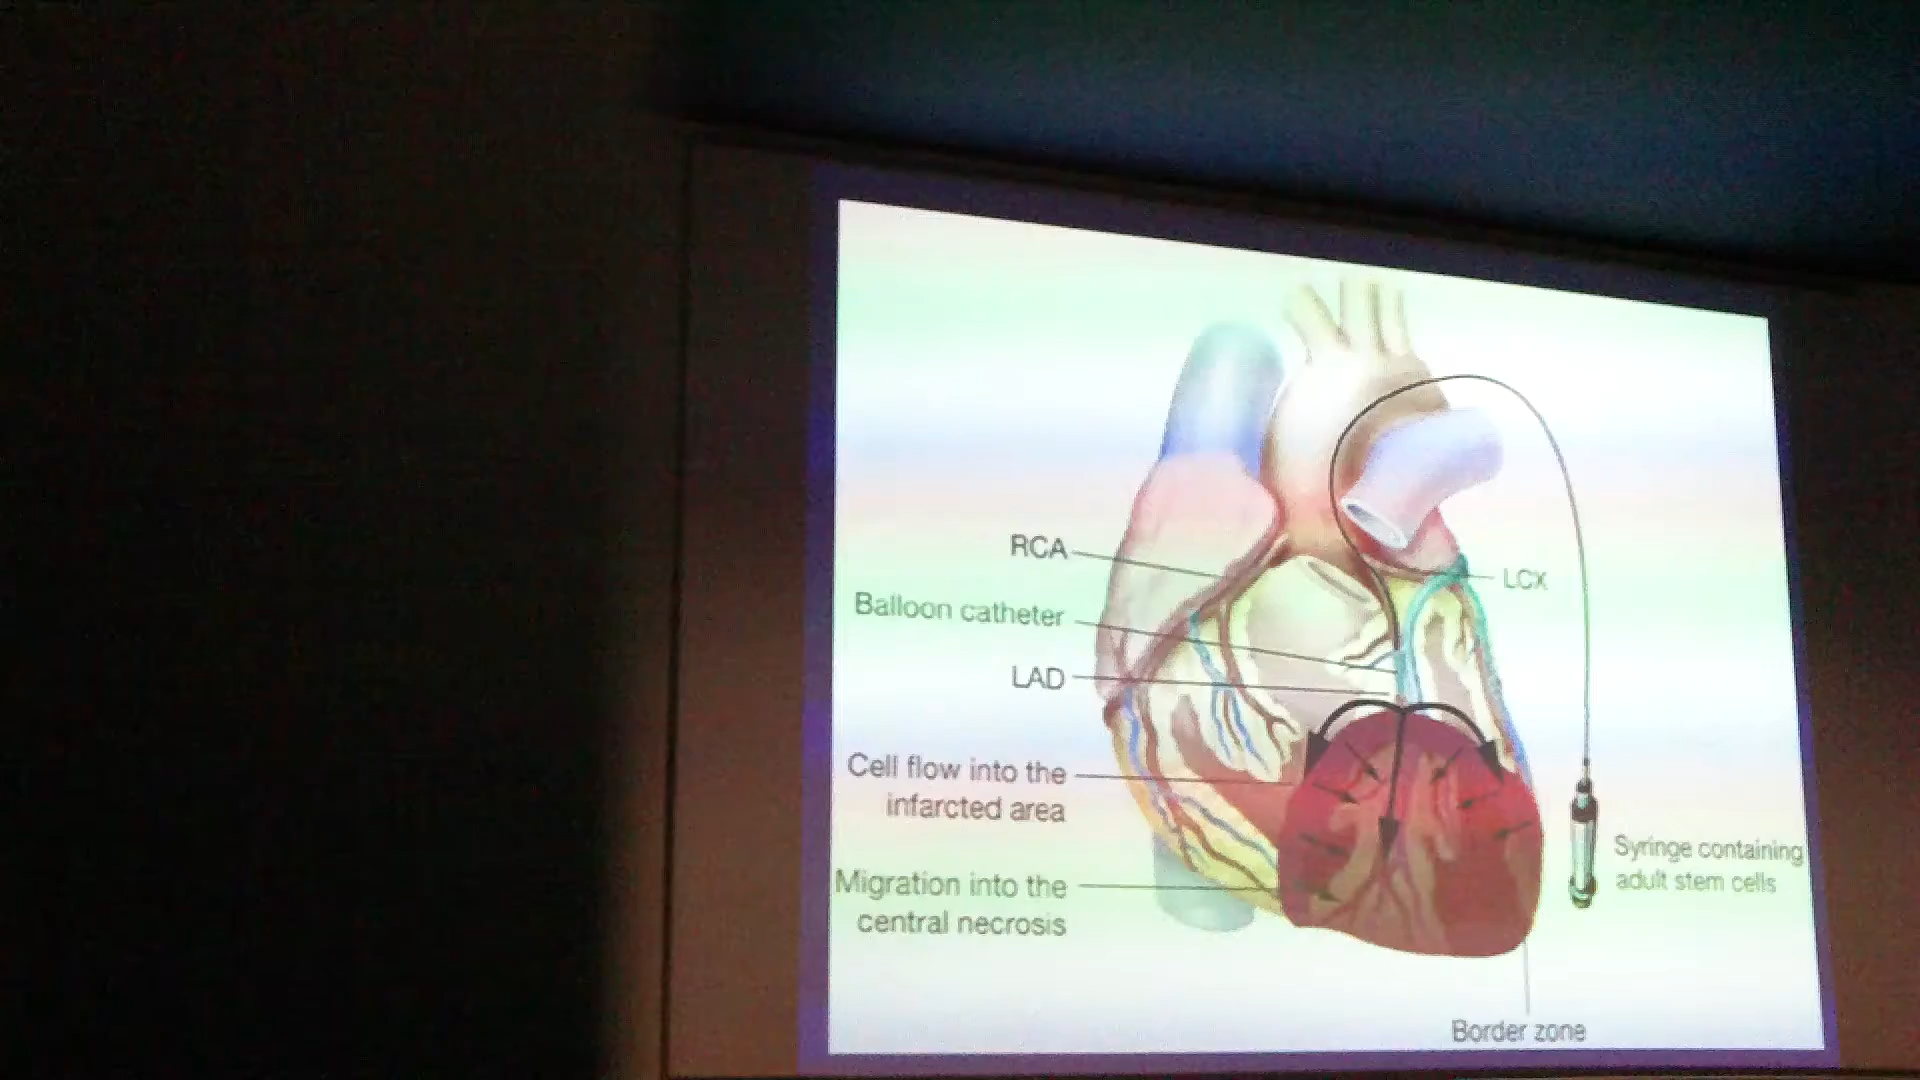 RCA
LCX
Balloon catheter
LAD
Cell flow into the
infarcted area
Syringe containing
adult stem cells
Migration into the
central necrosis
Border zone